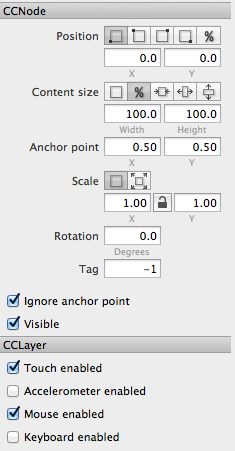 CCNode
Position %
0.0 0.0
X Y
Content size %
100.0 100.0
Width Height
Anchor point 0.50 0.50
X Y
Scale
1.00 1.00
X Y
Rotation 0.0
Degrees
Tag -1
Ignore anchor point
Visible
CCLayer
Touch enabled
Accelerometer enabled
Mouse enabled
Keyboard enabled